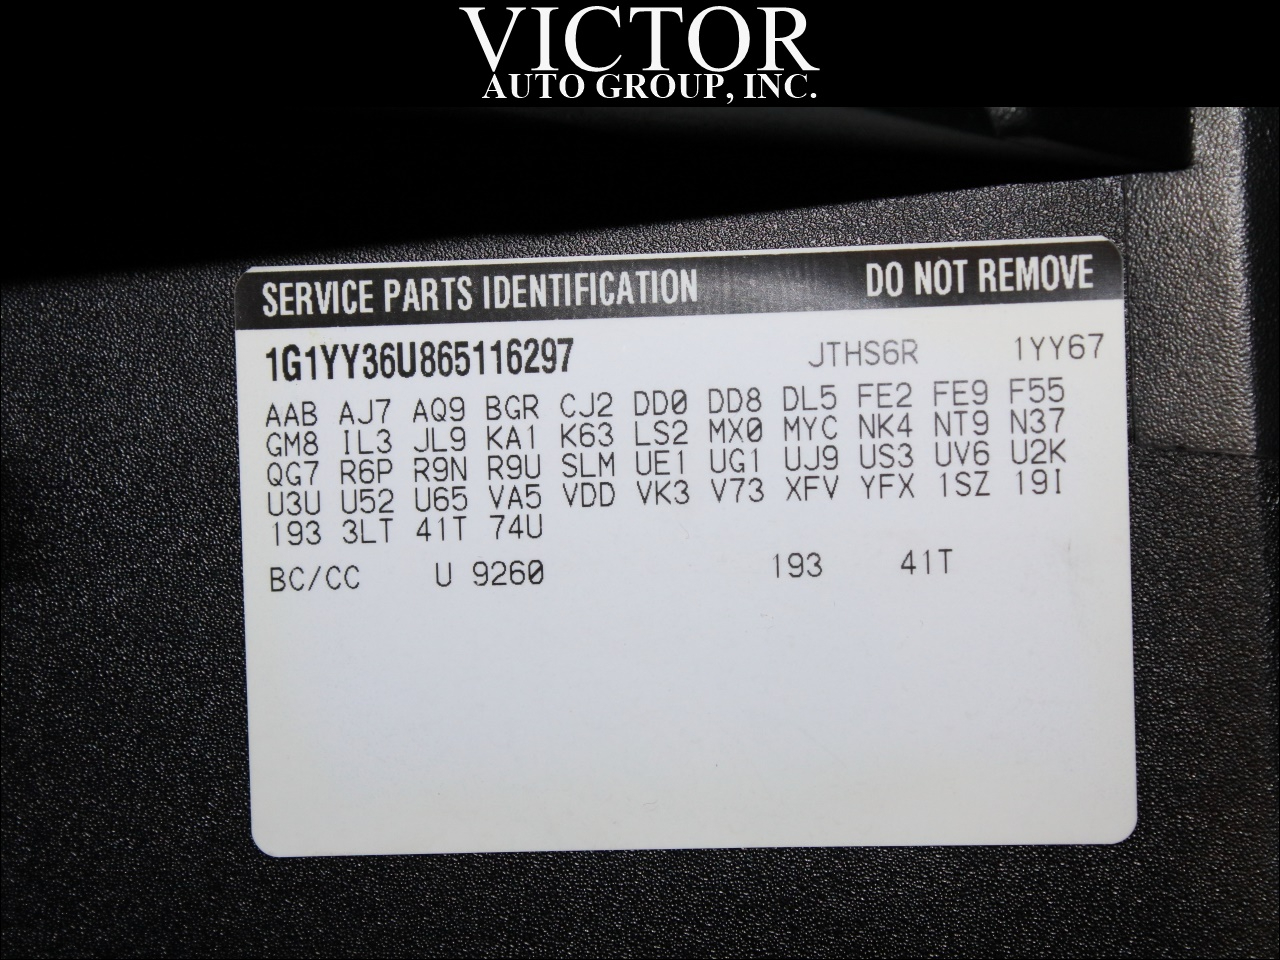 VICTOR
AUTO GROUP, INC.
SERVICE PARTS IDENTIFICATION DO NOT REMOVE
1G1YY36U865116297 JTHS6R 1YY67
AAB AJ7 AQ9 BGR CJ2 DD0 DD8 DL5 FE2 FE9 F55
GM8 IL3 JL9 KA1 K63 LS2 MX0 MYC NK4 NT9 N37
QG7 R6P R9N R9U SLM UE1 UG1 UJ9 US3 UV6 U2K
U3U U52 U65 VA5 VDD VK3 V73 XFV YFX 1SZ 19I
193 3LT 41T 74U
BC/CC U 9260 193 41T